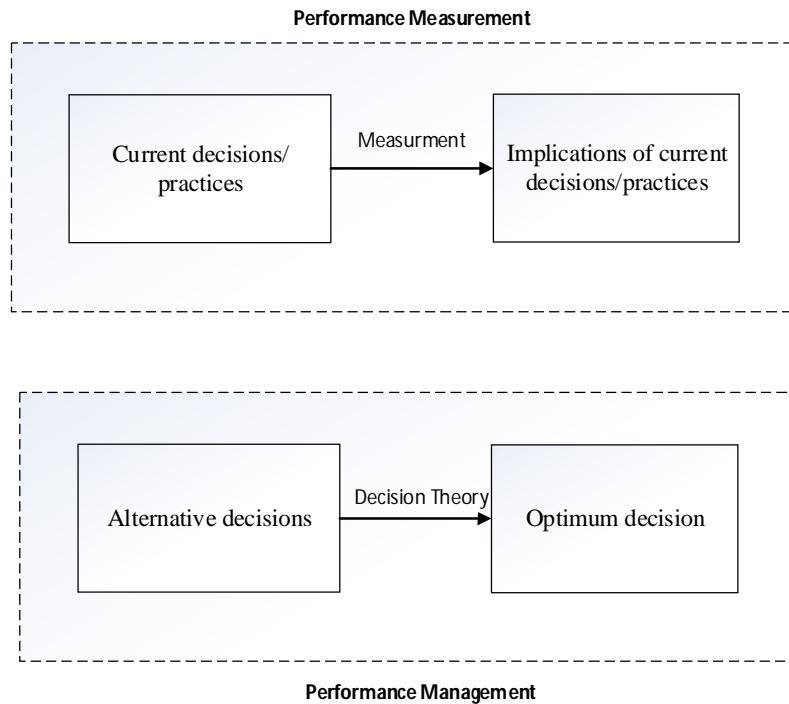 Performance Measurement
Current decisions/
practices
Measurment
Implications of current
decisions/practices
Alternative decisions
Decision Theory
Optimum decision
Performance Management